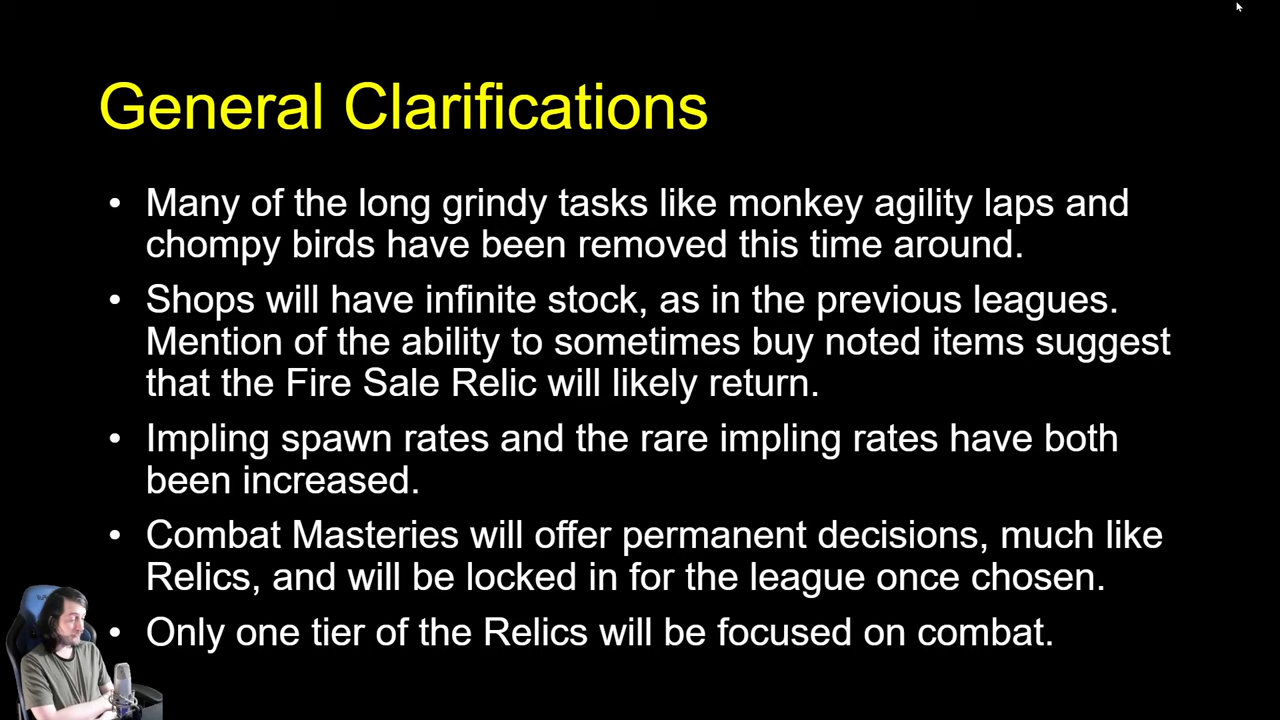 General Clarifications
• Many of the long grindy tasks like monkey agility laps and
chompy birds have been removed this time around.
• Shops will have infinite stock, as in the previous leagues.
Mention of the ability to sometimes buy noted items suggest
that the Fire Sale Relic will likely return.
• Impling spawn rates and the rare impling rates have both
been increased.
• Combat Masteries will offer permanent decisions, much like
Relics, and will be locked in for the league once chosen.
• Only one tier of the Relics will be focused on combat.